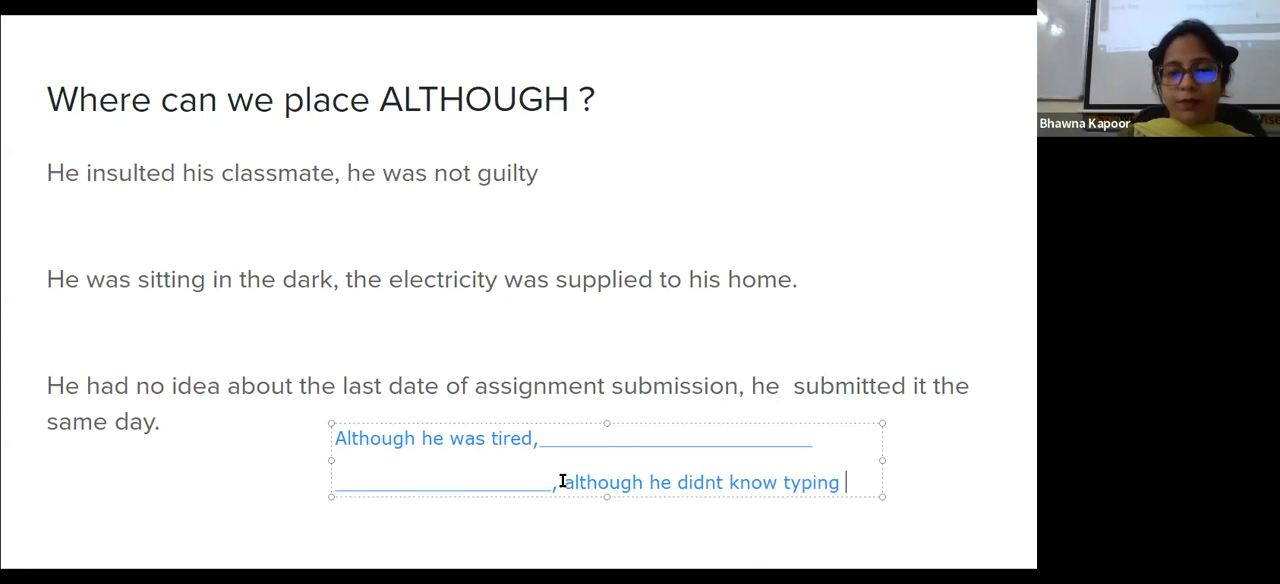 Where can we place ALTHOUGH ?
Bhawna Kapoor
He insulted his classmate, he was not guilty
He was sitting in the dark, the electricity was supplied to his home.
He had no idea about the last date of assignment submission, he  submitted it the
same day.
Although he was tired,___________________________
_____________________, although he didnt know typing